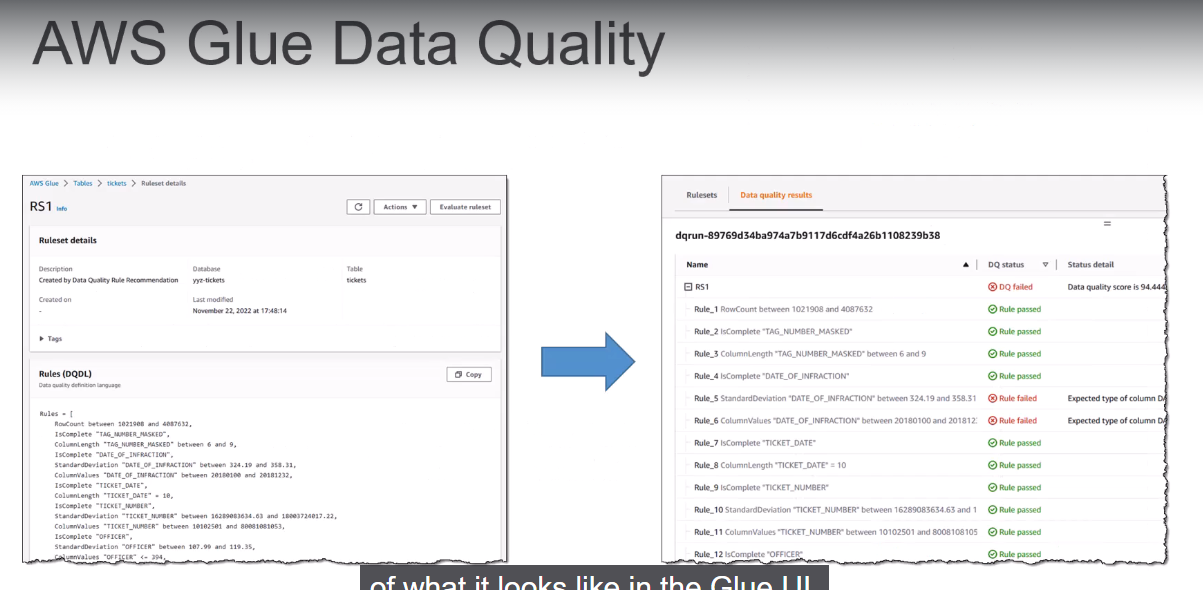 AWS Glue Data Quality
AWS Glue > Tables > tickets > Ruleset details
RS1 Info
Actions ▼
Evaluate ruleset
Ruleset details
Description
Database
Table
Created by Data Quality Rule Recommendation
yyz-tickets
tickets
Created on
Last modified
-
November 22, 2022 at 17:48:14
Tags
Rules (DQDL)
Copy
Data quality definition language
Rules = [
RowCount between 1021908 and 4087632,
IsComplete "TAG_NUMBER_MASKED",
ColumnLength "TAG_NUMBER_MASKED" between 6 and 9,
IsComplete "DATE_OF_INFRACTION",
StandardDeviation "DATE_OF_INFRACTION" between 324.19 and 358.31,
ColumnValues "DATE_OF_INFRACTION" between 20180100 and 20181232,
IsComplete "TICKET_DATE",
ColumnLength "TICKET_DATE" = 10,
IsComplete "TICKET_NUMBER",
StandardDeviation "TICKET_NUMBER" between 16289083634.63 and 18003724017.22,
ColumnValues "TICKET_NUMBER" between 10102501 and 80081081053,
IsComplete "OFFICER",
StandardDeviation "OFFICER" between 107.99 and 119.35,
ColumnValues "OFFICER" <= 394,
Rulesets
Data quality results
dqrun-89769d34ba974a7b9117d6cdf4a26b1108239b38
Name ▲ DQ status ▽ Status detail
RS1 DQ failed Data quality score is 94.444
Rule_1 RowCount between 1021908 and 4087632 Rule passed
Rule_2 IsComplete "TAG_NUMBER_MASKED" Rule passed
Rule_3 ColumnLength "TAG_NUMBER_MASKED" between 6 and 9 Rule passed
Rule_4 IsComplete "DATE_OF_INFRACTION" Rule passed
Rule_5 StandardDeviation "DATE_OF_INFRACTION" between 324.19 and 358.31 Rule failed Expected type of column
Rule_6 ColumnValues "DATE_OF_INFRACTION" between 20180100 and 201812 Rule failed Expected type of column
Rule_7 IsComplete "TICKET_DATE" Rule passed
Rule_8 ColumnLength "TICKET_DATE" = 10 Rule passed
Rule_9 IsComplete "TICKET_NUMBER" Rule passed
Rule_10 StandardDeviation "TICKET_NUMBER" between 16289083634.63 and 1 Rule passed
Rule_11 ColumnValues "TICKET_NUMBER" between 10102501 and 8008108105 Rule passed
Rule_12 IsComplete "OFFICER" Rule passed
of what it looks like in the Glue UI.